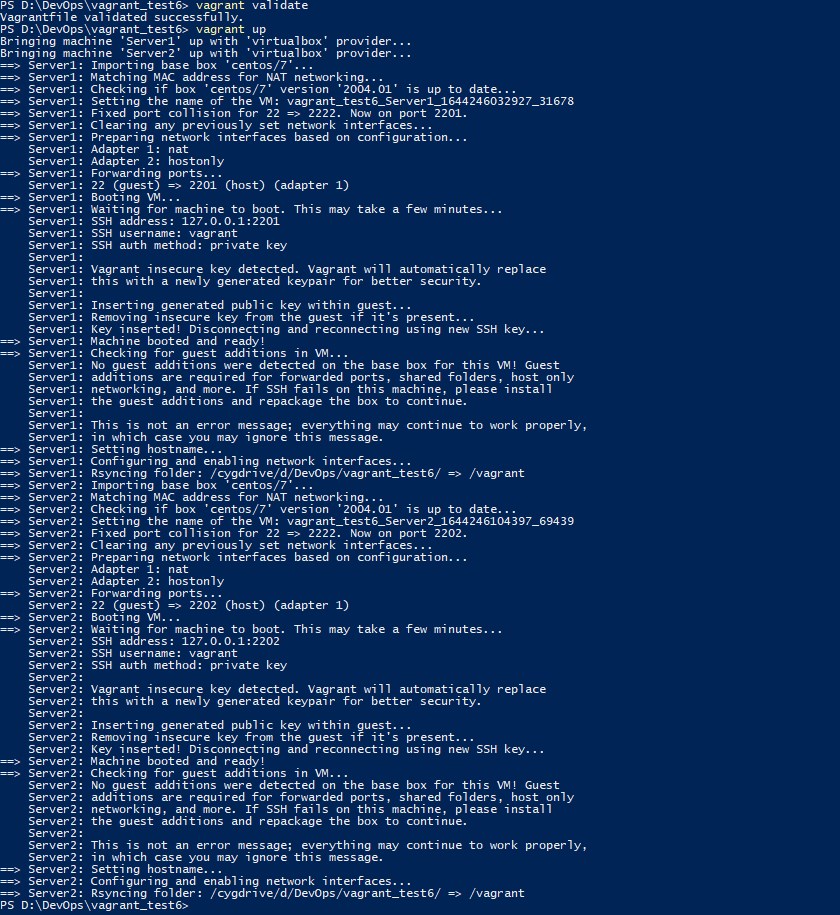 PS D:\DevOps\vagrant_test6> vagrant validate
Vagrantfile validated successfully.
PS D:\DevOps\vagrant_test6> vagrant up
Bringing machine 'Server1' up with 'virtualbox' provider...
Bringing machine 'Server2' up with 'virtualbox' provider...
==> Server1: Importing base box 'centos/7'...
==> Server1: Matching MAC address for NAT networking...
==> Server1: Checking if box 'centos/7' version '2004.01' is up to date...
==> Server1: Setting the name of the VM: vagrant_test6_Server1_1644246032927_31678
==> Server1: Fixed port collision for 22 => 2222. Now on port 2201.
==> Server1: Clearing any previously set network interfaces...
==> Server1: Preparing network interfaces based on configuration...
    Server1: Adapter 1: nat
    Server1: Adapter 2: hostonly
==> Server1: Forwarding ports...
    Server1: 22 (guest) => 2201 (host) (adapter 1)
==> Server1: Booting VM...
==> Server1: Waiting for machine to boot. This may take a few minutes...
    Server1: SSH address: 127.0.0.1:2201
    Server1: SSH username: vagrant
    Server1: SSH auth method: private key
    Server1:
    Server1: Vagrant insecure key detected. Vagrant will automatically replace
    Server1: this with a newly generated keypair for better security.
    Server1:
    Server1: Inserting generated public key within guest...
    Server1: Removing insecure key from the guest if it's present...
    Server1: Key inserted! Disconnecting and reconnecting using new SSH key...
==> Server1: Machine booted and ready!
==> Server1: Checking for guest additions in VM...
    Server1: No guest additions were detected on the base box for this VM! Guest
    Server1: additions are required for forwarded ports, shared folders, host only
    Server1: networking, and more. If SSH fails on this machine, please install
    Server1: the guest additions and repackage the box to continue.
    Server1:
    Server1: This is not an error message; everything may continue to work properly,
    Server1: in which case you may ignore this message.
==> Server1: Setting hostname...
==> Server1: Configuring and enabling network interfaces...
==> Server1: Rsyncing folder: /cygdrive/d/DevOps/vagrant_test6/ => /vagrant
==> Server2: Importing base box 'centos/7'...
==> Server2: Matching MAC address for NAT networking...
==> Server2: Checking if box 'centos/7' version '2004.01' is up to date...
==> Server2: Setting the name of the VM: vagrant_test6_Server2_1644246104397_69439
==> Server2: Fixed port collision for 22 => 2222. Now on port 2202.
==> Server2: Clearing any previously set network interfaces...
==> Server2: Preparing network interfaces based on configuration...
    Server2: Adapter 1: nat
    Server2: Adapter 2: hostonly
==> Server2: Forwarding ports...
    Server2: 22 (guest) => 2202 (host) (adapter 1)
==> Server2: Booting VM...
==> Server2: Waiting for machine to boot. This may take a few minutes...
    Server2: SSH address: 127.0.0.1:2202
    Server2: SSH username: vagrant
    Server2: SSH auth method: private key
    Server2:
    Server2: Vagrant insecure key detected. Vagrant will automatically replace
    Server2: this with a newly generated keypair for better security.
    Server2:
    Server2: Inserting generated public key within guest...
    Server2: Removing insecure key from the guest if it's present...
    Server2: Key inserted! Disconnecting and reconnecting using new SSH key...
==> Server2: Machine booted and ready!
==> Server2: Checking for guest additions in VM...
    Server2: No guest additions were detected on the base box for this VM! Guest
    Server2: additions are required for forwarded ports, shared folders, host only
    Server2: networking, and more. If SSH fails on this machine, please install
    Server2: the guest additions and repackage the box to continue.
    Server2:
    Server2: This is not an error message; everything may continue to work properly,
    Server2: in which case you may ignore this message.
==> Server2: Setting hostname...
==> Server2: Configuring and enabling network interfaces...
==> Server2: Rsyncing folder: /cygdrive/d/DevOps/vagrant_test6/ => /vagrant
PS D:\DevOps\vagrant_test6>